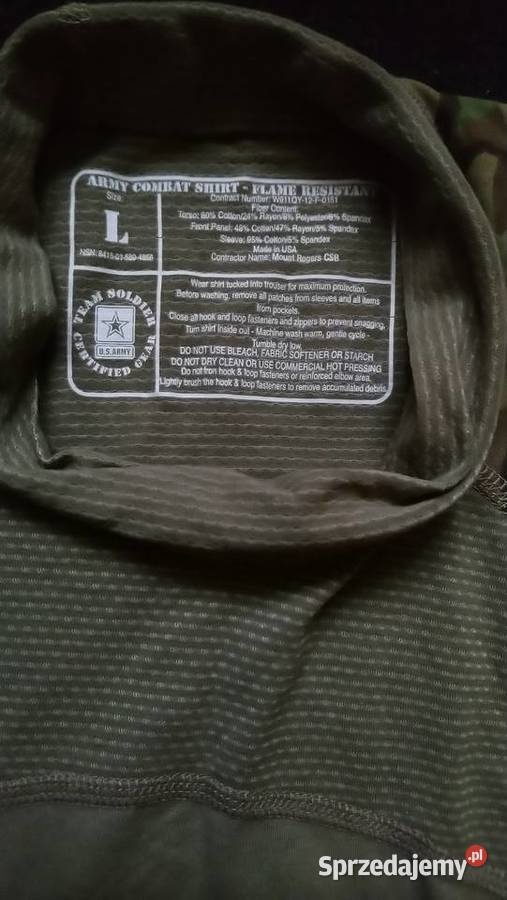 ARMY COMBAT SHIRT - FLAME RESISTANT
Size:
L
NSN: 8415-01-580-4856
Contract Number: W911QY-12-F-0161
Fiber Content:
Torso: 60% Cotton/24% Rayon/8% Polyester/8% Spandex
Front Panel: 48% Cotton/47% Rayon/5% Spandex
Sleeve: 95% Cotton/5% Spandex
Made in USA
Contractor Name: Mount Rogers CSB
TEAM SOLDIER
U.S.ARMY
CERTIFIED GEAR
Wear shirt tucked into trouser for maximum protection.
Before washing, remove all patches from sleeves and all items
from pockets.
Close all hook and loop fasteners and zippers to prevent snagging.
Turn shirt inside out - Machine wash warm, gentle cycle -
Tumble dry low.
DO NOT USE BLEACH, FABRIC SOFTENER OR STARCH
DO NOT DRY CLEAN OR USE COMMERCIAL HOT PRESSING
Do not iron hook & loop fasteners or reinforced elbow area.
Lightly brush the hook & loop fasteners to remove accumulated debris.
Sprzedajemy.pl